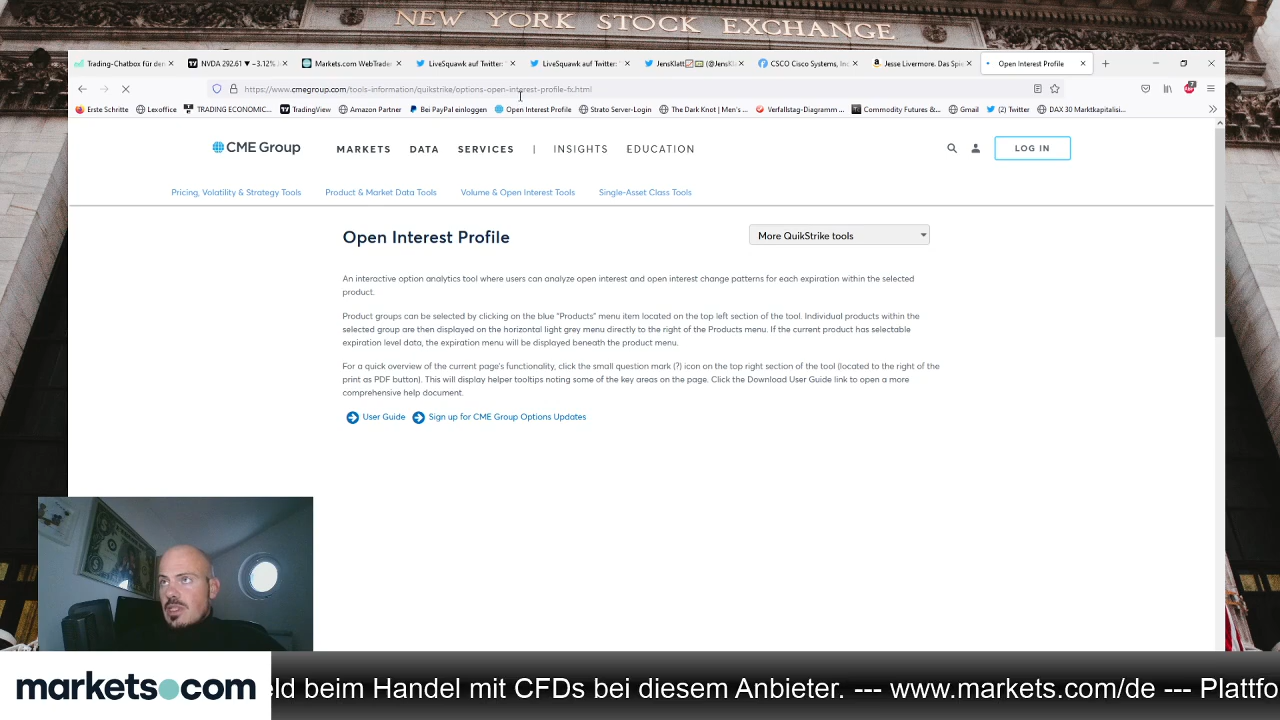 NEW YORK STOCK EXCHANGE
Trading-Chatbox für den
NVDA 292.61 ▼ −3.12%
Markets.com WebTrader
LiveSquawk auf Twitter: "
LiveSquawk auf Twitter: "
JensKlatt (@JensKl
CSCO Cisco Systems, Inc
Jesse Livermore. Das Spi
Open Interest Profile
https://www.cmegroup.com/tools-information/quikstrike/options-open-interest-profile-fx.html
Erste Schritte
Lexoffice
TRADING ECONOMIC...
TradingView
Amazon Partner
Bei PayPal einloggen
Open Interest Profile
Strato Server-Login
The Dark Knot | Men's ...
Verfallstag-Diagramm ...
Commodity Futures &...
Gmail
(2) Twitter
DAX 30 Marktkapitalisi...
CME Group
MARKETS DATA SERVICES | INSIGHTS EDUCATION
LOG IN
Pricing, Volatility & Strategy Tools
Product & Market Data Tools
Volume & Open Interest Tools
Single-Asset Class Tools
Open Interest Profile
More QuikStrike tools
An interactive option analytics tool where users can analyze open interest and open interest change patterns for each expiration within the selected
product.
Product groups can be selected by clicking on the blue "Products" menu item located on the top left section of the tool. Individual products within the
selected group are then displayed on the horizontal light grey menu directly to the right of the Products menu. If the current product has selectable
expiration level data, the expiration menu will be displayed beneath the product menu.
For a quick overview of the current page's functionality, click the small question mark (?) icon on the top right section of the tool (located to the right of the
print as PDF button). This will display helper tooltips noting some of the key areas on the page. Click the Download User Guide link to open a more
comprehensive help document.
User Guide
Sign up for CME Group Options Updates
markets.com
eld beim Handel mit CFDs bei diesem Anbieter. --- www.markets.com/de --- Plattfo